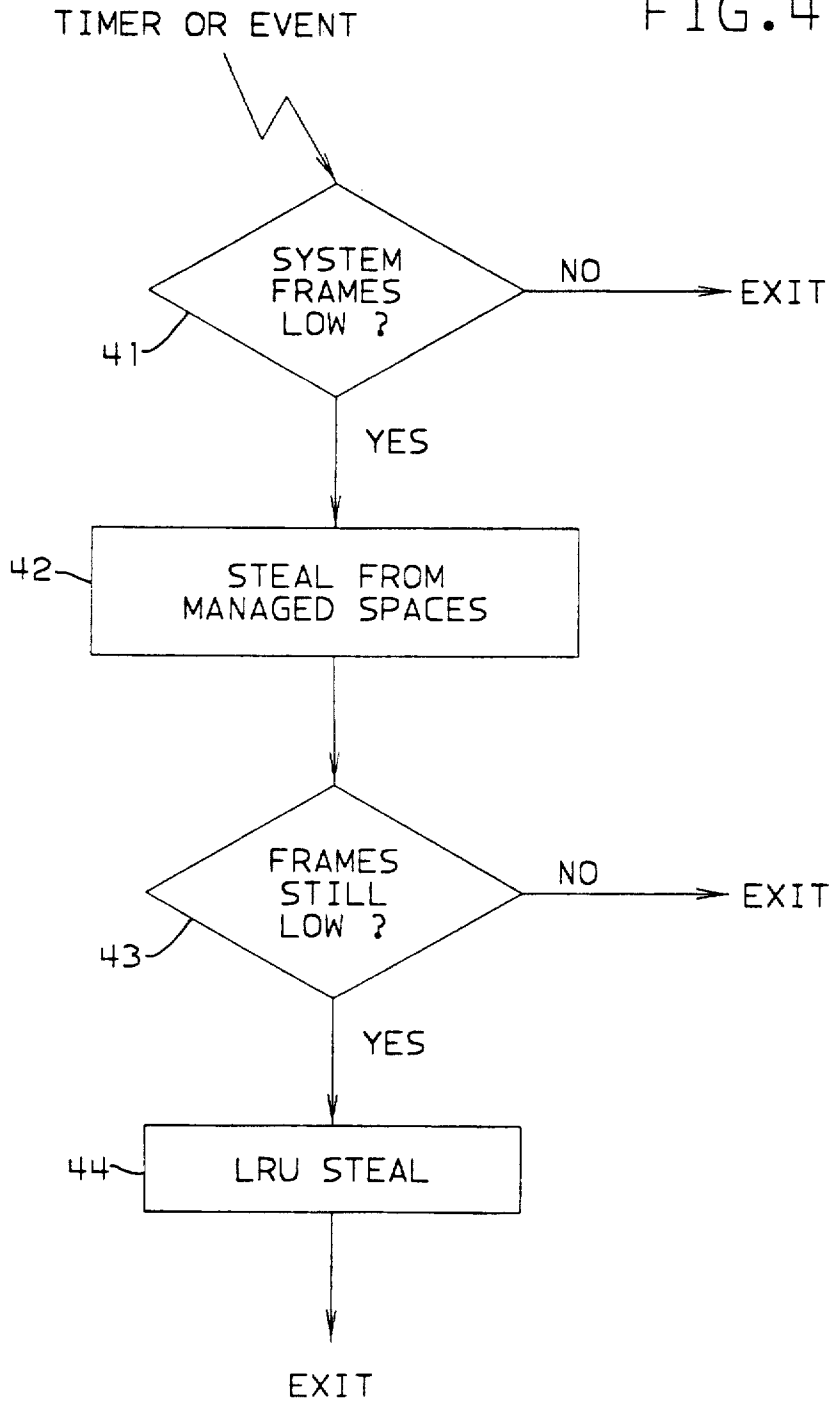 FIG.4
TIMER OR EVENT
SYSTEM
FRAMES
LOW ?
NO
EXIT
41
YES
42
STEAL FROM
MANAGED SPACES
FRAMES
STILL
LOW ?
NO
EXIT
43
YES
44
LRU STEAL
EXIT